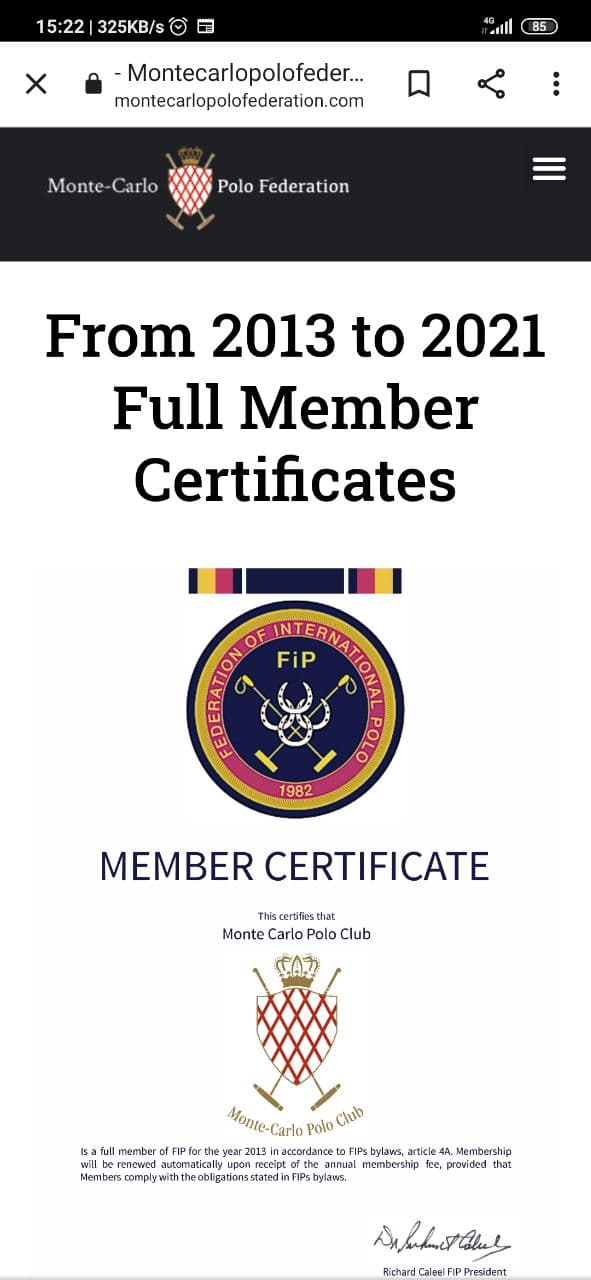 15:22 | 325KB/s
4G
85
- Montecarlopolofeder...
montecarlopolofederation.com
Monte-Carlo Polo Federation
From 2013 to 2021
Full Member
Certificates
FEDERATION OF INTERNATIONAL POLO
FiP
1982
MEMBER CERTIFICATE
This certifies that
Monte Carlo Polo Club
Monte-Carlo Polo Club
Is a full member of FIP for the year 2013 in accordance to FIPs bylaws, article 4A. Membership
will be renewed automatically upon receipt of the annual membership fee, provided that
Members comply with the obligations stated in FIPs bylaws.
Richard Caleel FIP President